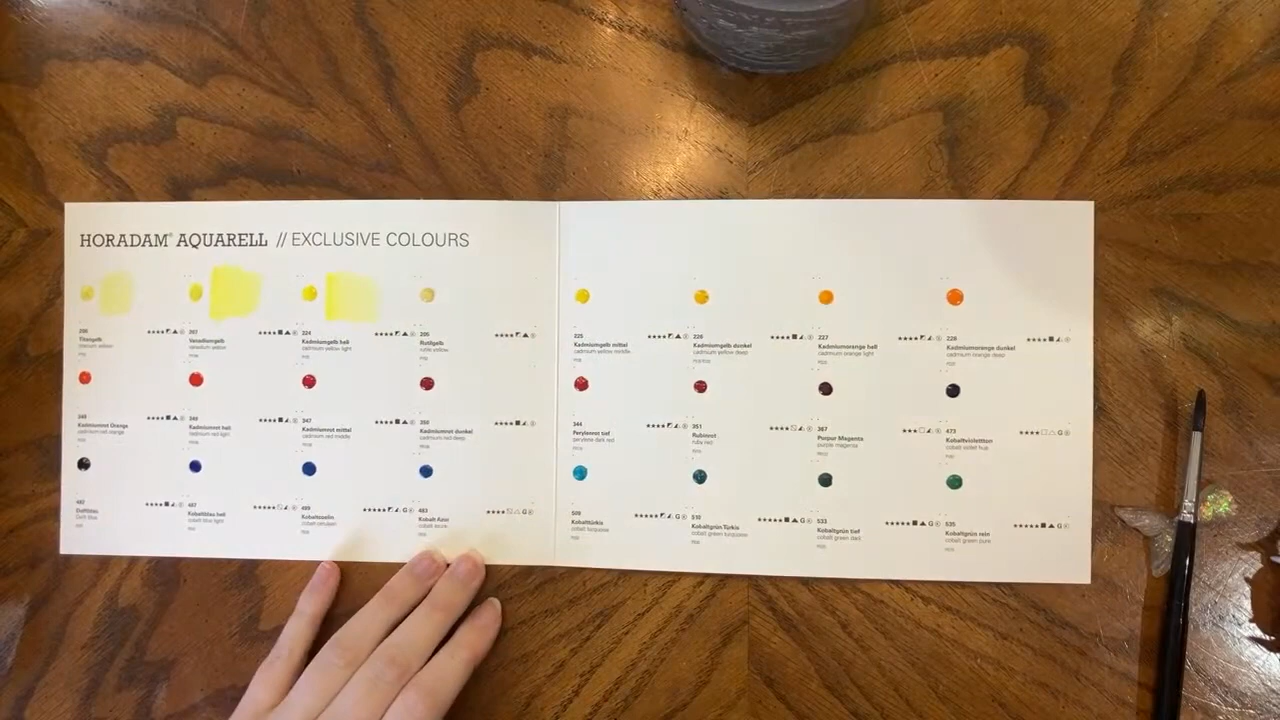 HORADAM® AQUARELL // EXCLUSIVE COLOURS
206
Titangelb
titanium yellow
207
Vanadiumgelb
vanadium yellow
224
Kadmiumgelb hell
cadmium yellow light
205
Rutilgelb
rutile yellow
225
Kadmiumgelb mittel
cadmium yellow middle
226
Kadmiumgelb dunkel
cadmium yellow deep
227
Kadmiumorange hell
cadmium orange light
228
Kadmiumorange dunkel
cadmium orange deep
348
Kadmiumrot Orange
cadmium red orange
349
Kadmiumrot hell
cadmium red light
347
Kadmiumrot mittel
cadmium red middle
350
Kadmiumrot dunkel
cadmium red deep
344
Perylenrot tief
perylene dark red
351
Rubinrot
ruby red
367
Purpur Magenta
purple magenta
473
Kobaltviolettton
cobalt violet hue
Delftblau
487
Kobaltblau hell
cobalt blue light
Kobaltcoelin
cobalt cerulean
483
Kobalt Azur
cobalt azure
509
Kobalttürkis
cobalt turquoise
510
Kobaltgrün Türkis
cobalt green turquoise
533
Kobaltgrün tief
cobalt green dark
535
Kobaltgrün rein
cobalt green pure